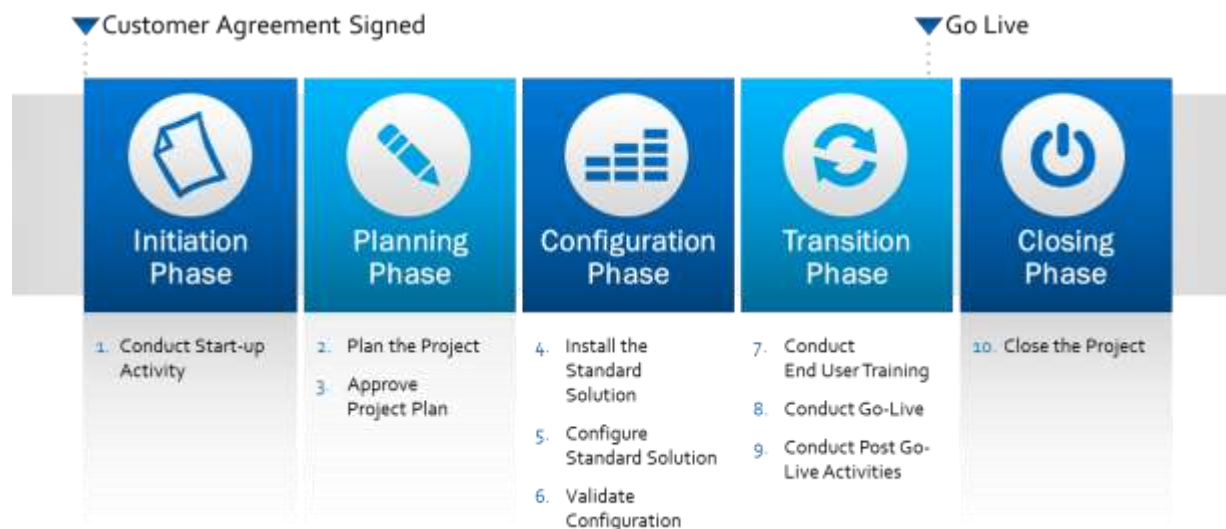 Customer Agreement Signed
Go Live
Initiation
Phase
Planning
Phase
Configuration
Phase
Transition
Phase
Closing
Phase
1. Conduct Start-up
Activity
2. Plan the Project
3. Approve
Project Plan
4. Install the
Standard
Solution
5. Configure
Standard Solution
6. Validate
Configuration
7. Conduct
End User Training
8. Conduct Go-Live
9. Conduct Post Go-
Live Activities
10. Close the Project